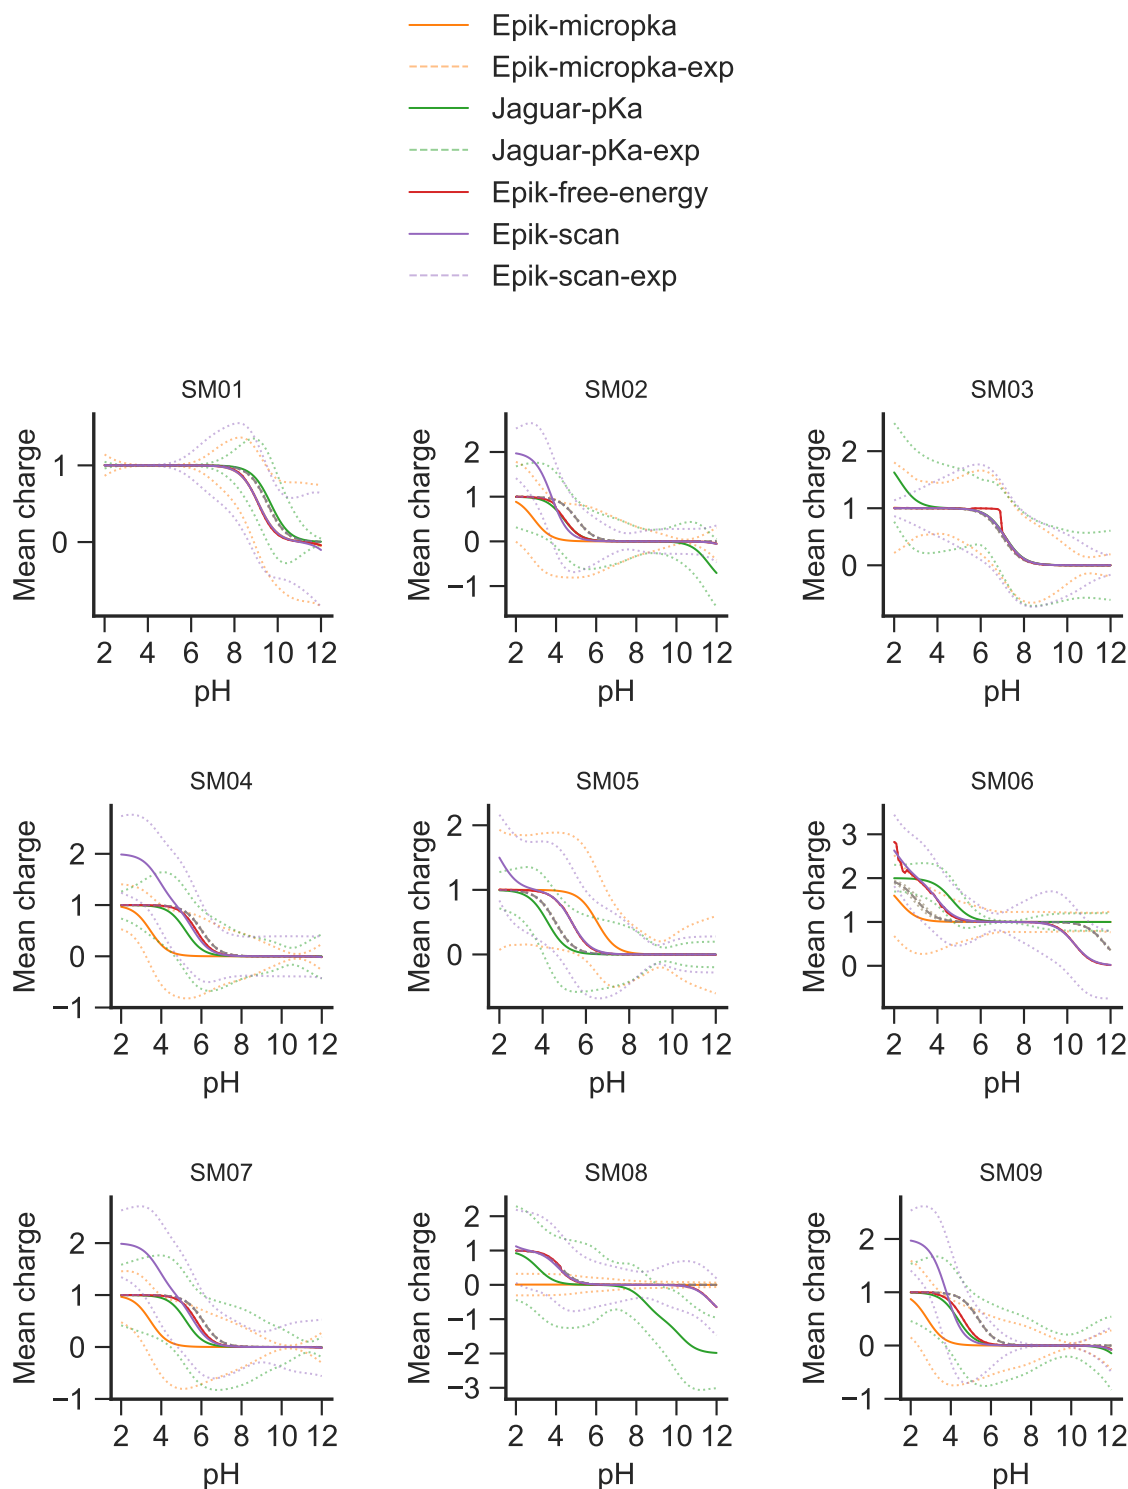 Epik-micropka
Epik-micropka-exp
Jaguar-pKa
Jaguar-pKa-exp
Epik-free-energy
Epik-scan
Epik-scan-exp
SM01
Mean charge
1
0
2 4 6 8 10 12
pH
SM02
Mean charge
2
1
0
−1
2 4 6 8 10 12
pH
SM03
Mean charge
2
1
0
2 4 6 8 10 12
pH
SM04
Mean charge
2
1
0
−1
2 4 6 8 10 12
pH
SM05
Mean charge
2
1
0
2 4 6 8 10 12
pH
SM06
Mean charge
3
2
1
0
2 4 6 8 10 12
pH
SM07
Mean charge
2
1
0
−1
2 4 6 8 10 12
pH
SM08
Mean charge
2
1
0
−1
−2
−3
2 4 6 8 10 12
pH
SM09
Mean charge
2
1
0
−1
2 4 6 8 10 12
pH